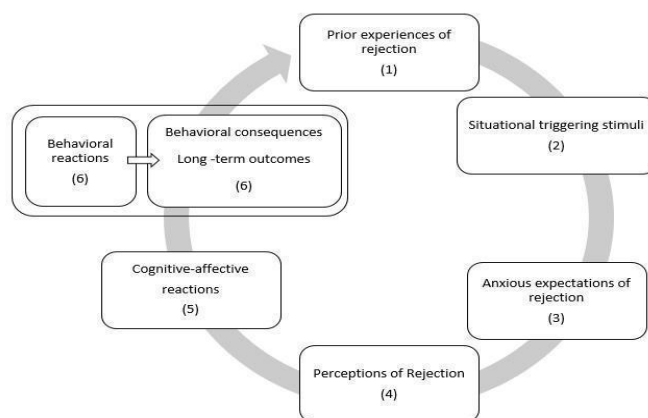 Prior experiences of
rejection
(1)
Situational triggering stimuli
(2)
Anxious expectations of
rejection
(3)
Perceptions of Rejection
(4)
Cognitive-affective
reactions
(5)
Behavioral
reactions
(6)
Behavioral consequences
Long -term outcomes
(6)